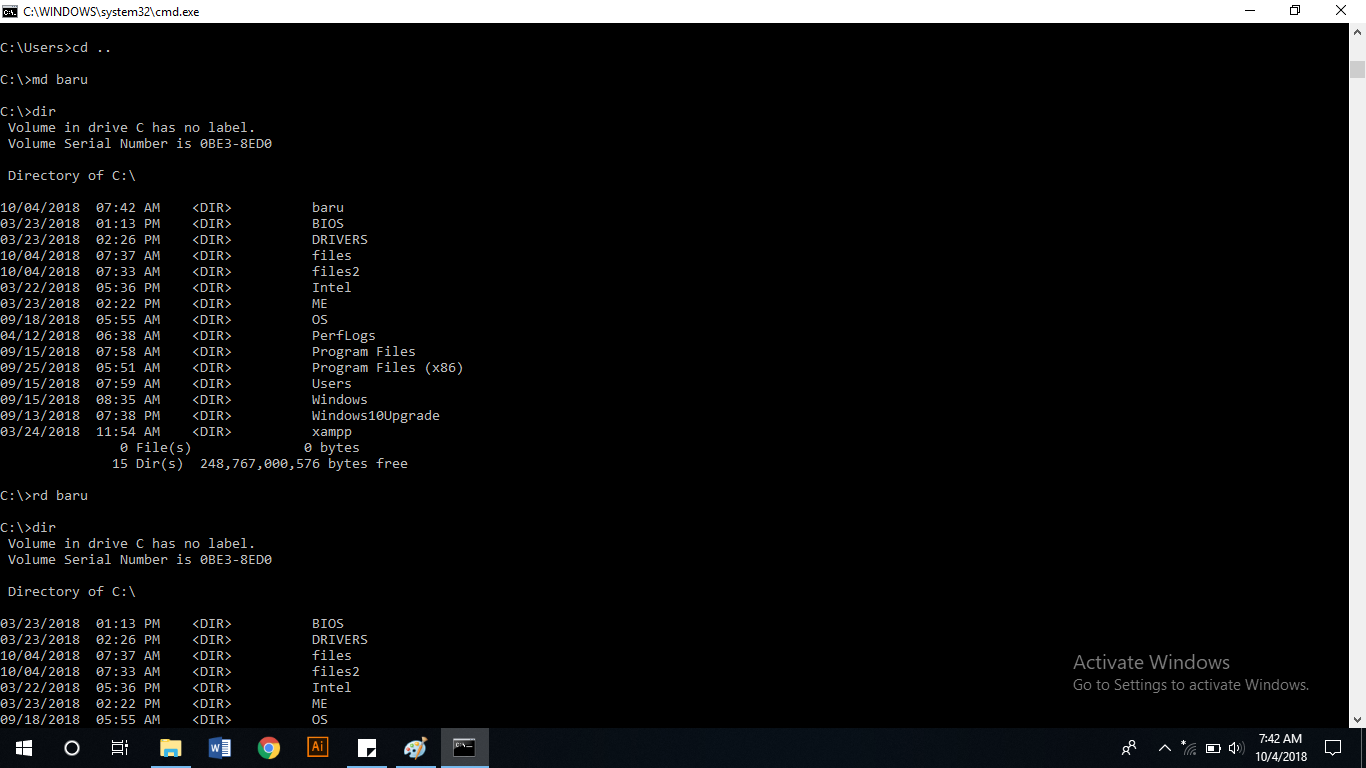 C:\WINDOWS\system32\cmd.exe
C:\Users>cd ..
C:\>md baru
C:\>dir
 Volume in drive C has no label.
 Volume Serial Number is 0BE3-8ED0
 Directory of C:\
10/04/2018  07:42 AM    <DIR>          baru
03/23/2018  01:13 PM    <DIR>          BIOS
03/23/2018  02:26 PM    <DIR>          DRIVERS
10/04/2018  07:37 AM    <DIR>          files
10/04/2018  07:33 AM    <DIR>          files2
03/22/2018  05:36 PM    <DIR>          Intel
03/23/2018  02:22 PM    <DIR>          ME
09/18/2018  05:55 AM    <DIR>          OS
04/12/2018  06:38 AM    <DIR>          PerfLogs
09/15/2018  07:58 AM    <DIR>          Program Files
09/25/2018  05:51 AM    <DIR>          Program Files (x86)
09/15/2018  07:59 AM    <DIR>          Users
09/15/2018  08:35 AM    <DIR>          Windows
09/13/2018  07:38 PM    <DIR>          Windows10Upgrade
03/24/2018  11:54 AM    <DIR>          xampp
               0 File(s)              0 bytes
              15 Dir(s)  248,767,000,576 bytes free
C:\>rd baru
C:\>dir
 Volume in drive C has no label.
 Volume Serial Number is 0BE3-8ED0
 Directory of C:\
03/23/2018  01:13 PM    <DIR>          BIOS
03/23/2018  02:26 PM    <DIR>          DRIVERS
10/04/2018  07:37 AM    <DIR>          files
10/04/2018  07:33 AM    <DIR>          files2
03/22/2018  05:36 PM    <DIR>          Intel
03/23/2018  02:22 PM    <DIR>          ME
09/18/2018  05:55 AM    <DIR>          OS
Activate Windows
Go to Settings to activate Windows.
Ai
7:42 AM
10/4/2018